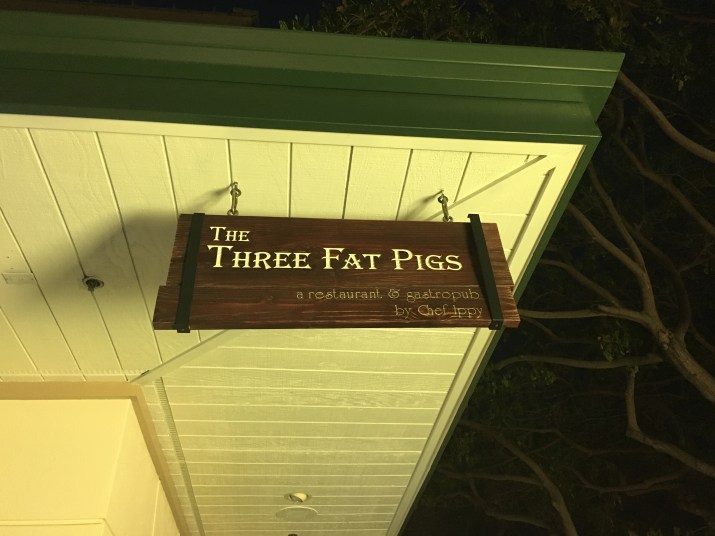 The
Three Fat Pigs
a restaurant & gastropub
by Chef Ippy